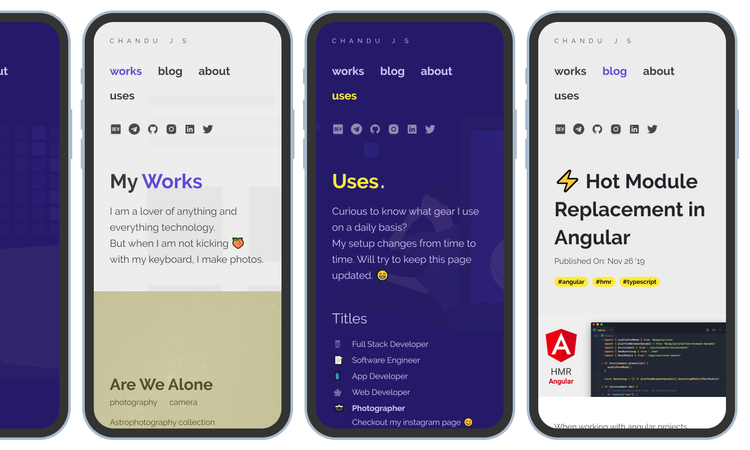 ut
CHANDU J S
works blog about
uses
My Works
I am a lover of anything and
everything technology.
But when I am not kicking 🍑
with my keyboard, I make photos.
Are We Alone
photography camera
Astrophotography collection
CHANDU J S
works blog about
uses
Uses.
Curious to know what gear I use
on a daily basis?
My setup changes from time to
time. Will try to keep this page
updated. 😄
Titles
Full Stack Developer
Software Engineer
App Developer
Web Developer
Photographer
Checkout my instagram page 😊
CHANDU J S
works blog about
uses
⚡ Hot Module
Replacement in
Angular
Published On: Nov 26 '19
#angular #hmr #typescript
HMR
Angular
When working with angular projects